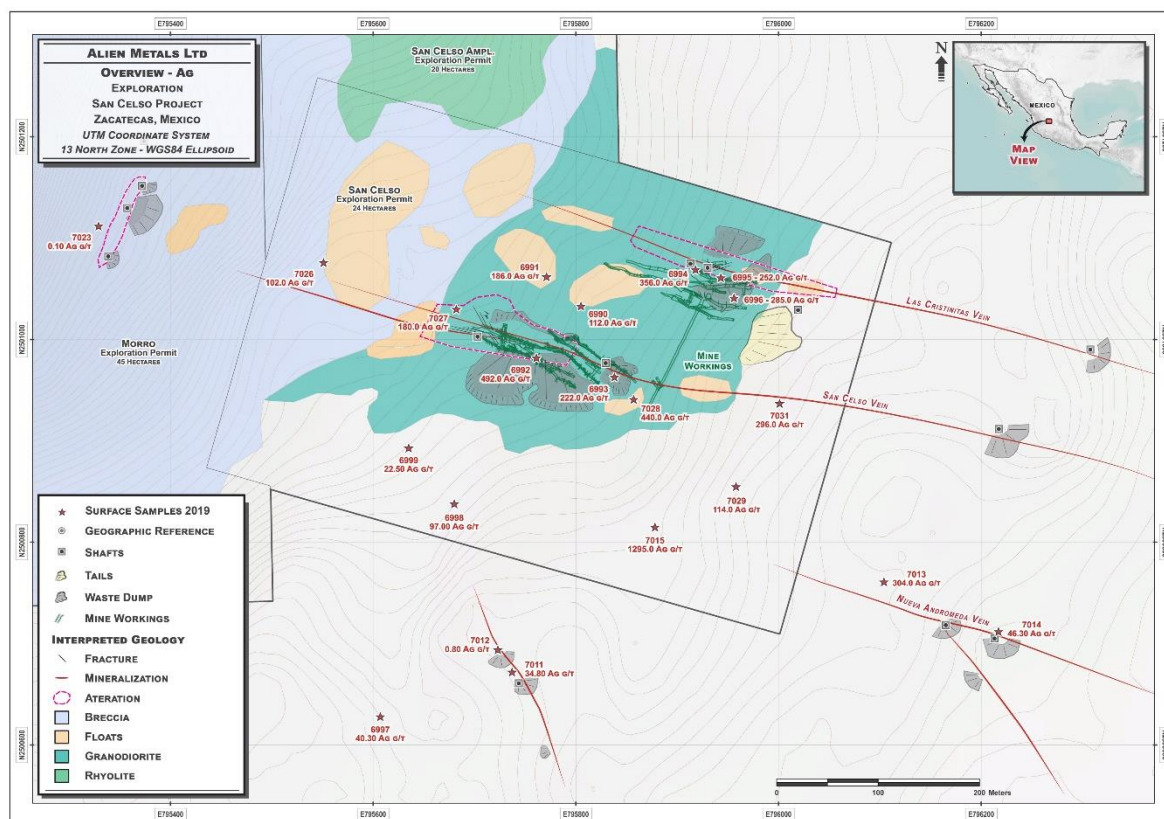 E795400
E795600
E795800
E796000
E796200
Alien Metals Ltd
Overview - Ag
Exploration
San Celso Project
Zacatecas, Mexico
UTM Coordinate System
13 North Zone - WGS84 Ellipsoid
San Celso Ampl.
Exploration Permit
20 Hectares
N
MEXICO
Map
View
N2501200
San Celso
Exploration Permit
24 Hectares
7023
0.10 Ag g/t
7026
102.0 Ag g/t
6991
186.0 Ag g/t
6994
356.0 Ag g/t
6995 - 252.0 Ag g/t
6996 - 285.0 Ag g/t
6990
112.0 Ag g/t
7027
180.0 Ag g/t
Las Cristinitas Vein
N2501000
Morro
Exploration Permit
45 Hectares
Mine
Workings
6992
492.0 Ag g/t
6993
222.0 Ag g/t
7028
440.0 Ag g/t
7031
296.0 Ag g/t
San Celso Vein
6999
22.50 Ag g/t
6998
97.00 Ag g/t
7029
114.0 Ag g/t
7015
1295.0 Ag g/t
N2500800
7013
304.0 Ag g/t
Nueva Andromeda Vein
7014
46.30 Ag g/t
7012
0.80 Ag g/t
7011
34.80 Ag g/t
6997
40.30 Ag g/t
N2500600
Surface Samples 2019
Geographic Reference
Shafts
Tails
Waste Dump
Mine Workings
Interpreted Geology
Fracture
Mineralization
Ateration
Breccia
Floats
Granodiorite
Rhyolite
0
100
200 Meters
E795400
E795600
E795800
E796000
E796200